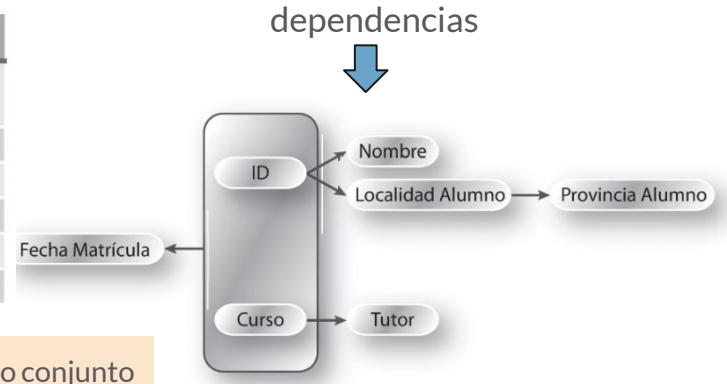 dependencias
Nombre
ID
Localidad Alumno
Provincia Alumno
Fecha Matrícula
Curso
Tutor
o conjunto